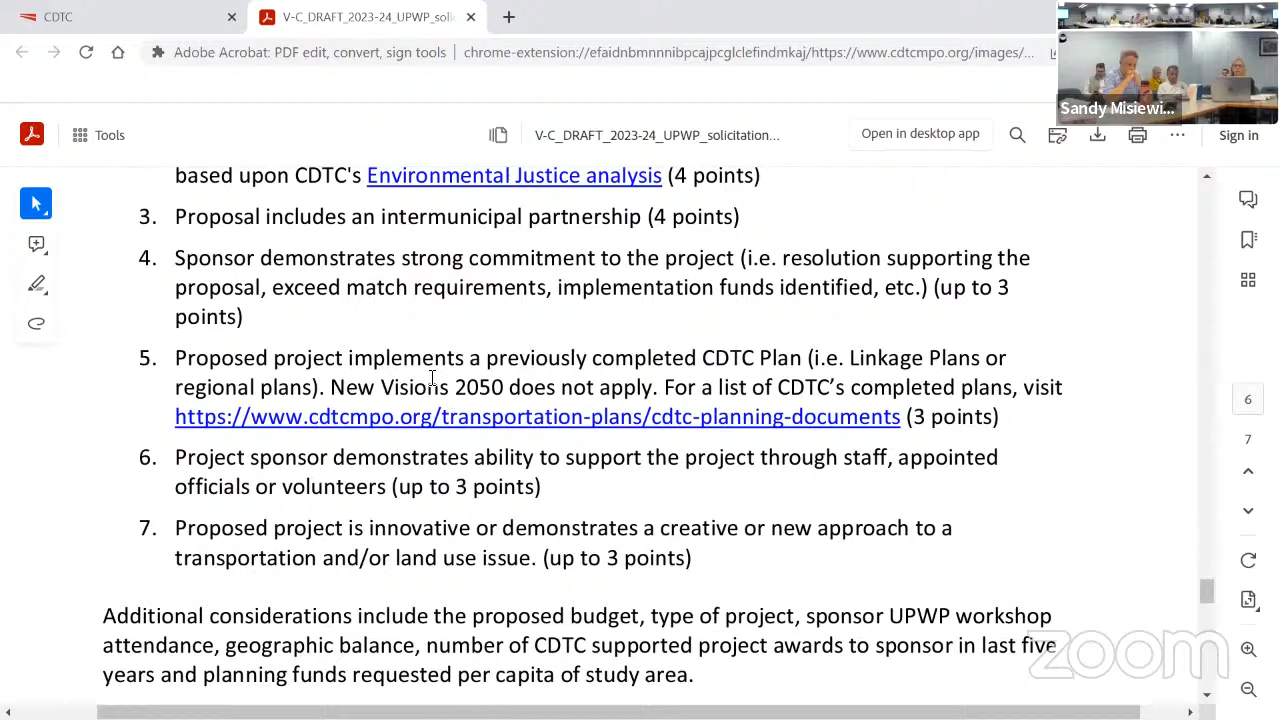 CDTC
V-C_DRAFT_2023-24_UPWP_soli
Adobe Acrobat: PDF edit, convert, sign tools
chrome-extension://efaidnbmnnnibpcajpcglclefindmkaj/https://www.cdtcmpo.org/images/...
Sandy Misiewi...
Tools
V-C_DRAFT_2023-24_UPWP_solicitation...
Open in desktop app
Sign in
based upon CDTC's Environmental Justice analysis (4 points)
3. Proposal includes an intermunicipal partnership (4 points)
4. Sponsor demonstrates strong commitment to the project (i.e. resolution supporting the
proposal, exceed match requirements, implementation funds identified, etc.) (up to 3
points)
5. Proposed project implements a previously completed CDTC Plan (i.e. Linkage Plans or
regional plans). New Visions 2050 does not apply. For a list of CDTC’s completed plans, visit
https://www.cdtcmpo.org/transportation-plans/cdtc-planning-documents (3 points)
6
7
6. Project sponsor demonstrates ability to support the project through staff, appointed
officials or volunteers (up to 3 points)
7. Proposed project is innovative or demonstrates a creative or new approach to a
transportation and/or land use issue. (up to 3 points)
Additional considerations include the proposed budget, type of project, sponsor UPWP workshop
attendance, geographic balance, number of CDTC supported project awards to sponsor in last five
years and planning funds requested per capita of study area.
zoom